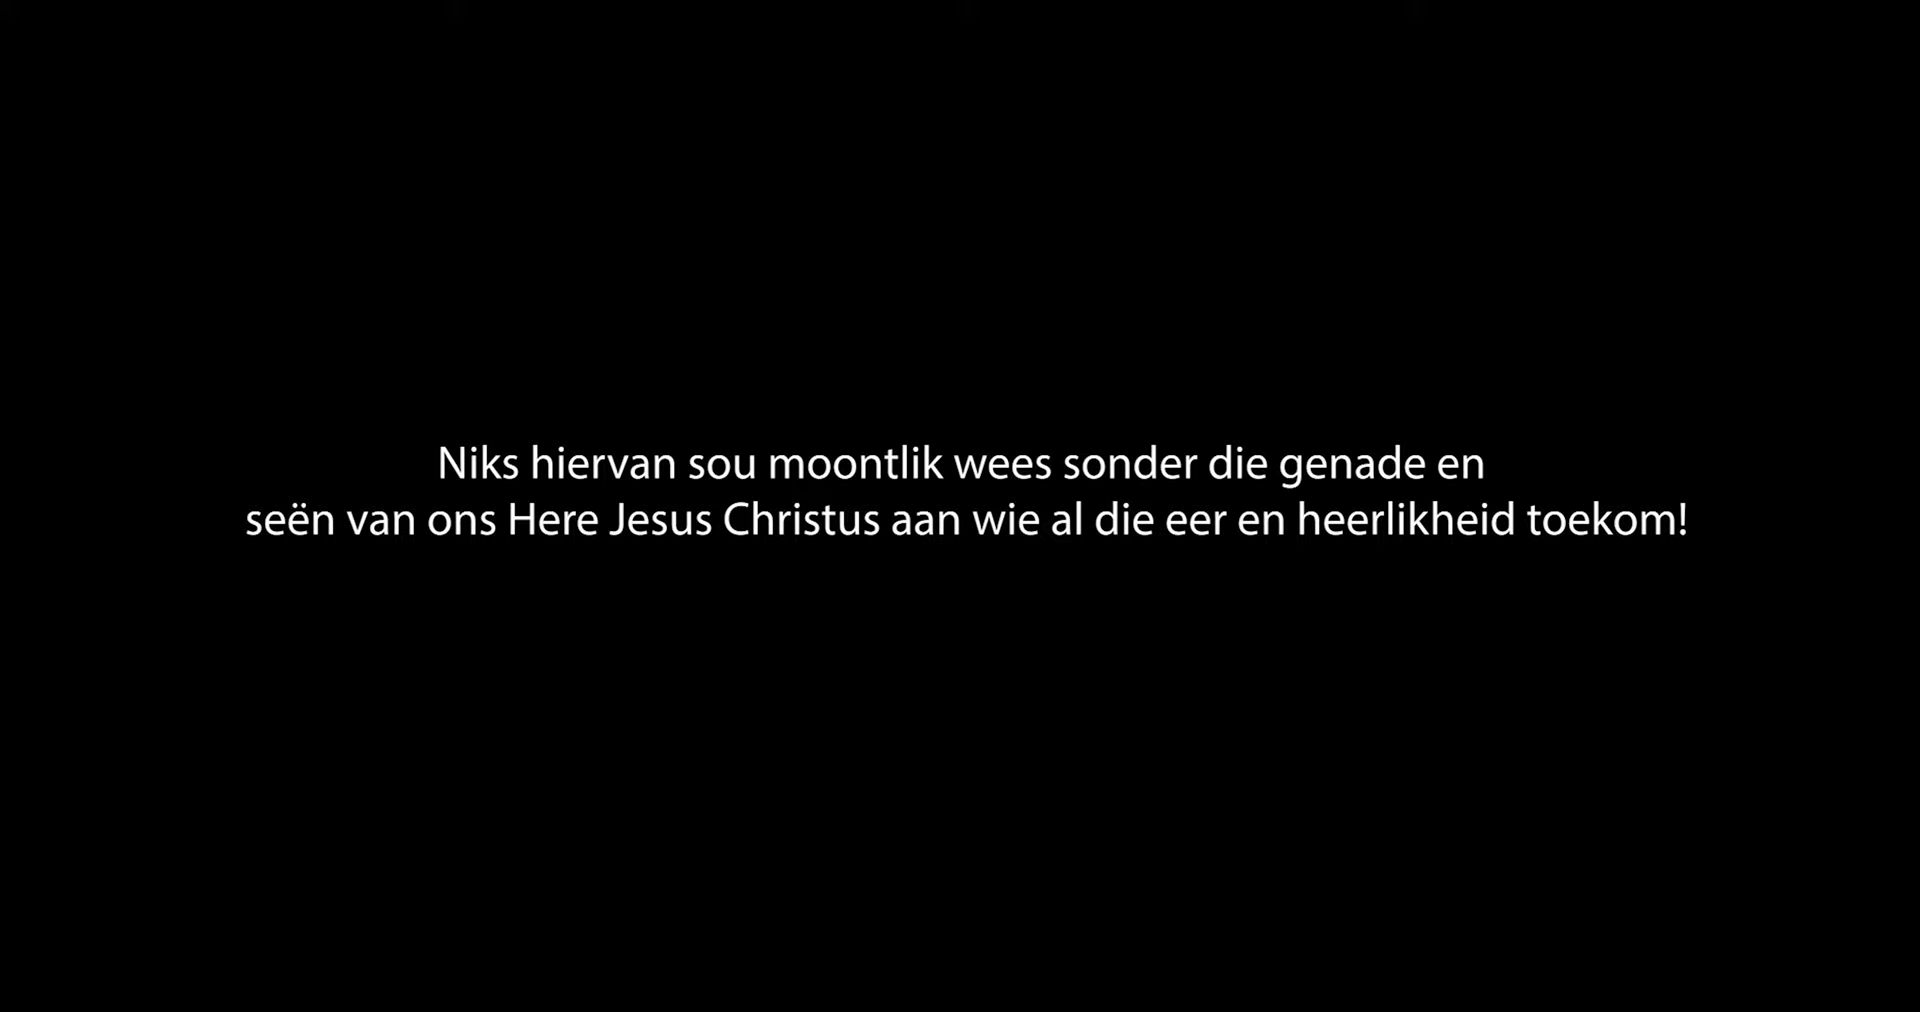 Niks hiervan sou moontlik wees sonder die genade en
seën van ons Here Jesus Christus aan wie al die eer en heerlikheid toekom!